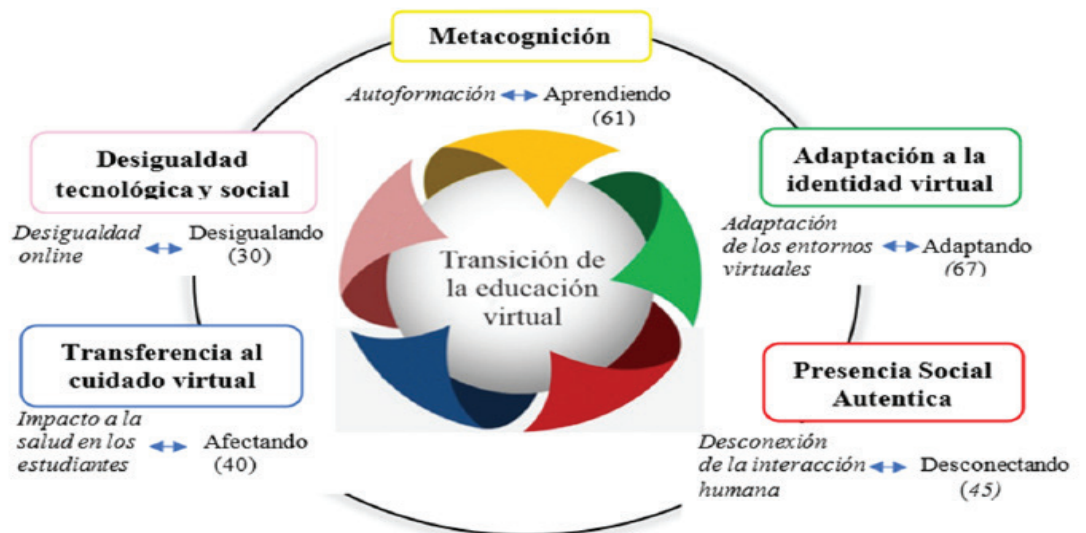 Metacognición
Autoformación
Aprendiendo
(61)
Desigualdad
tecnológica y social
Desigualdad
online
Desigualando
(30)
Adaptación a la
identidad virtual
Adaptación
de los entornos
virtuales
Adaptando
(67)
Transición de
la educación
virtual
Transferencia al
cuidado virtual
Impacto a la
salud en los
estudiantes
Afectando
(40)
Presencia Social
Autentica
Desconexión
de la interacción
humana
Desconectando
(45)